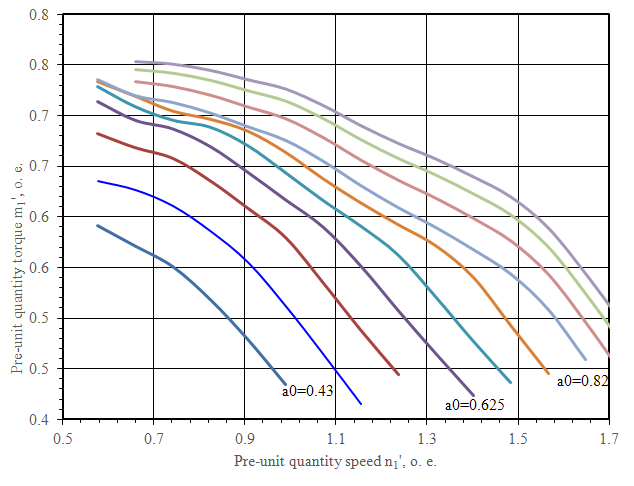 0.8
0.8
0.7
0.7
0.6
0.6
0.5
0.5
0.4
Pre-unit quantity torque m₁', o. e.
a0=0.43
a0=0.625
a0=0.82
0.5 0.7 0.9 1.1 1.3 1.5 1.7
Pre-unit quantity speed n₁', o. e.